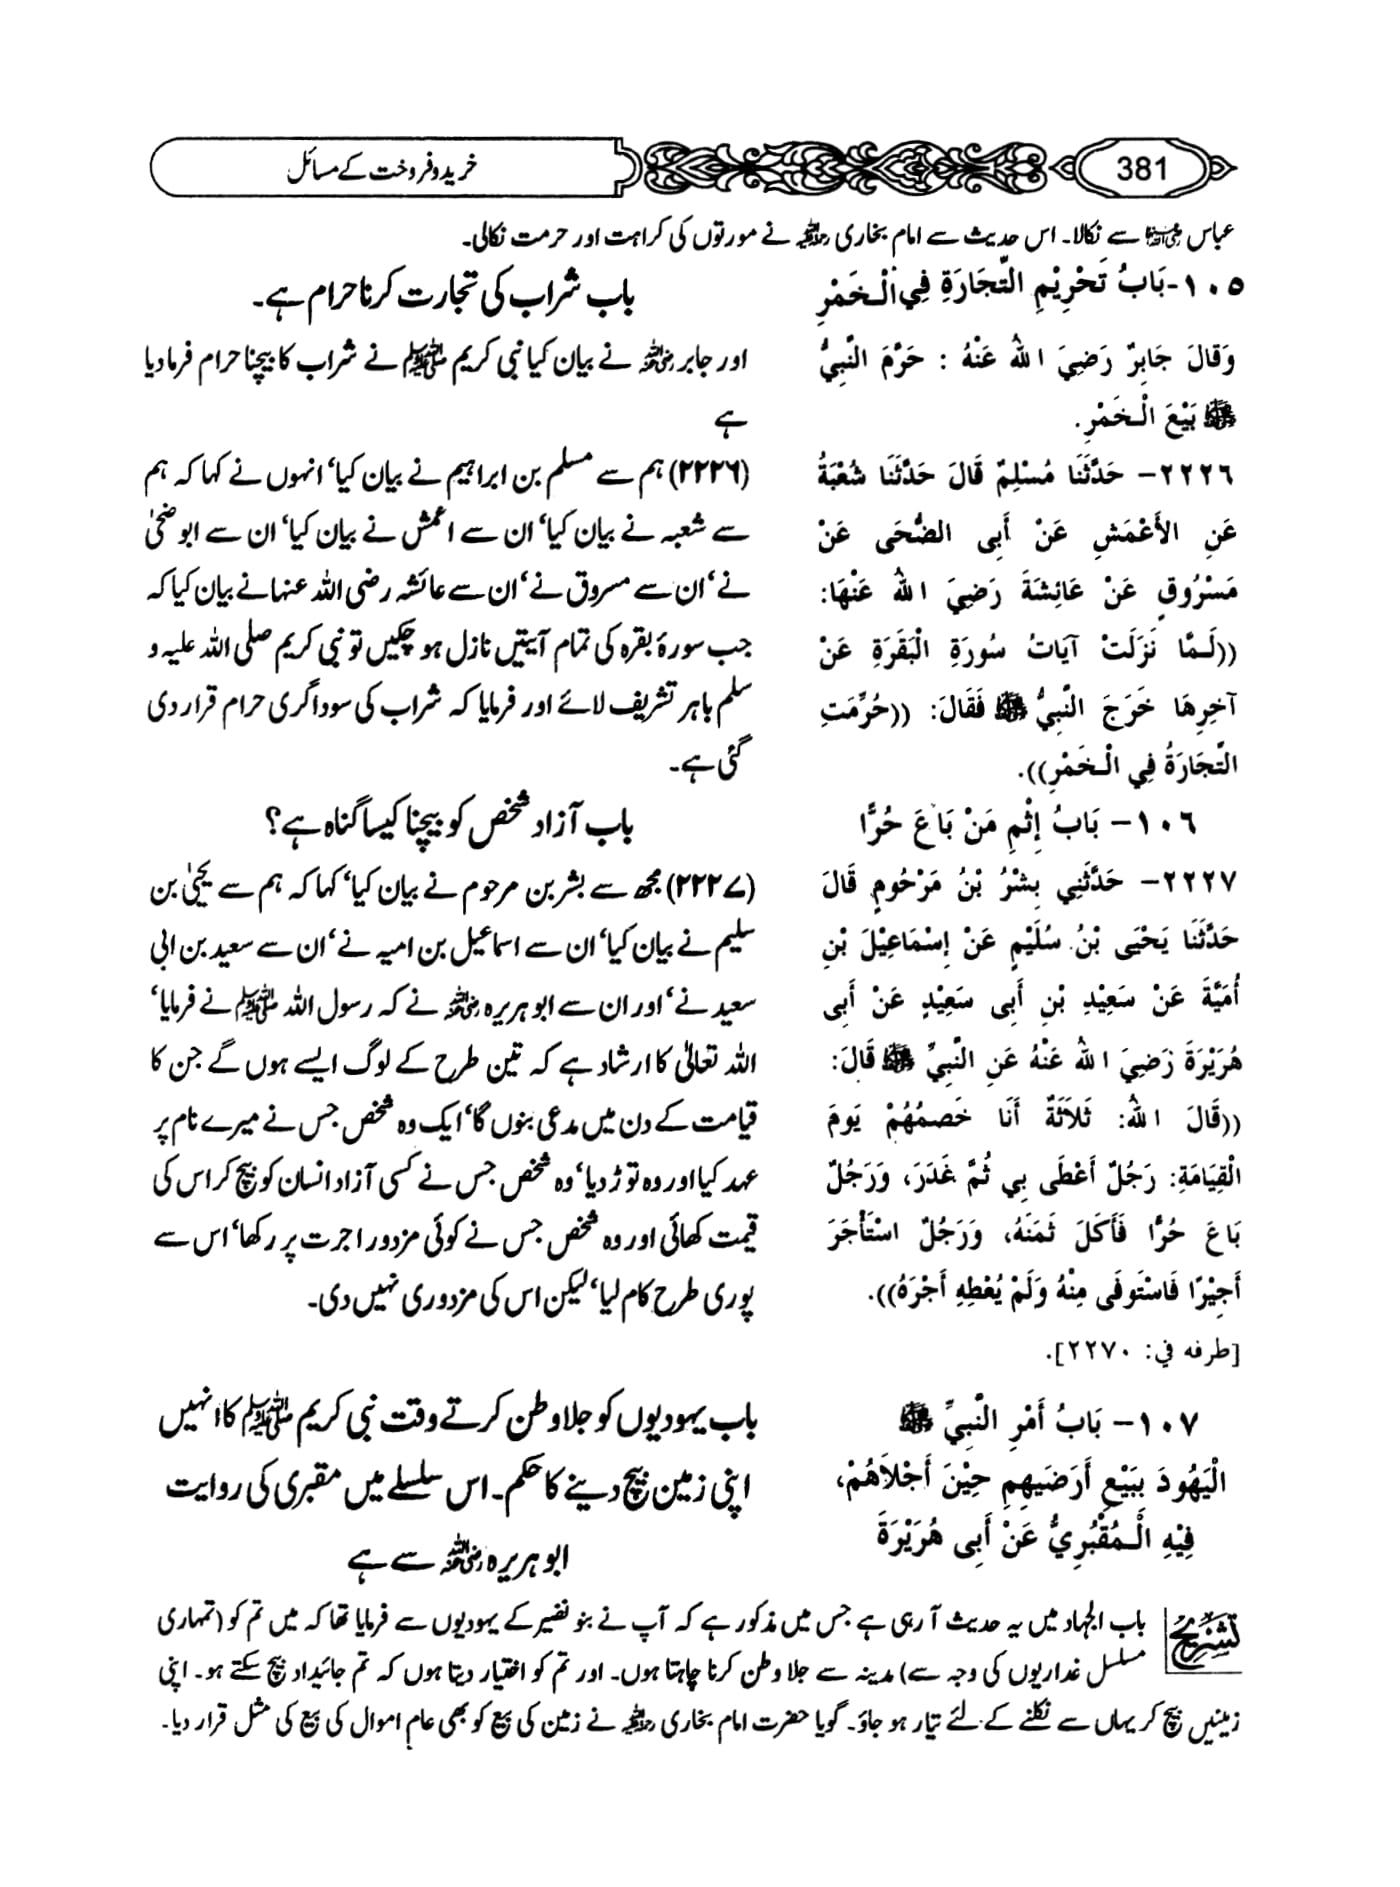 381
خرید و فروخت کے مسائل
عباس رضی اللہ عنہما سے نکالا۔ اس حدیث سے امام بخاری رحمہ اللہ نے مورتوں کی کراہت اور حرمت نکالی۔
١٠٥-بَابُ تَحْرِيْمِ التِّجَارَةِ فِي الْخَمْرِ
وَقَالَ جَابِرٌ رَضِيَ اللهُ عَنْهُ : حَرَّمَ النَّبِيُّ
ﷺ بَيْعَ الْخَمْرِ.
٢٢٢٦– حَدَّثَنَا مُسْلِمٌ قَالَ حَدَّثَنَا شُعْبَةُ
عَنِ الأَعْمَشِ عَنْ أَبِي الضُّحَى عَنْ
مَسْرُوقٍ عَنْ عَائِشَةَ رَضِيَ اللهُ عَنْهَا:
((لَـمَّا نَزَلَتْ آيَاتُ سُورَةِ الْبَقَرَةِ عَنْ
آخِرِهَا خَرَجَ النَّبِيُّ ﷺ فَقَالَ: ((حُرِّمَتِ
التِّجَارَةُ فِي الْخَمْرِ)).
١٠٦– بَابُ إِثْمِ مَنْ بَاعَ حُرًّا
٢٢٢٧– حَدَّثَنِي بِشْرُ بْنُ مَرْحُومٍ قَالَ
حَدَّثَنَا يَحْيَى بْنُ سُلَيْمٍ عَنْ إِسْمَاعِيْلَ بْنِ
أُمَيَّةَ عَنْ سَعِيْدِ بْنِ أَبِي سَعِيْدٍ عَنْ أَبِي
هُرَيْرَةَ رَضِيَ اللهُ عَنْهُ عَنِ النَّبِيِّ ﷺ قَالَ:
((قَالَ اللهُ: ثَلاَثَةٌ أَنَا خَصمُهُمْ يَومَ
الْقِيَامَةِ: رَجُلٌ أَعْطَى بِي ثُمَّ غَدَرَ، وَرَجُلٌ
بَاعَ حُرًّا فَأَكَلَ ثَمَنَهُ، وَرَجُلٌ اسْتَأْجَرَ
أَجِيْرًا فَاسْتَوفَى مِنْهُ وَلَمْ يُعْطِهِ أَجْرَهُ)).
[طرفه في: ٢٢٧٠].
١٠٧– بَابُ أَمْرِ النَّبِيِّ ﷺ
الْيَهُودَ بِبَيْعِ أَرَضِيهِم حِيْنَ أَجْلاَهُمْ،
فِيْهِ الْـمُقْبُرِيُّ عَنْ أَبِي هُرَيْرَةَ
باب شراب کی تجارت کرنا حرام ہے۔
اور جابر رضی اللہ عنہ نے بیان کیا نبی کریم ﷺ نے شراب کا بیچنا حرام فرمادیا
ہے
(۲۲۲۶) ہم سے مسلم بن ابراہیم نے بیان کیا‘ انہوں نے کہا کہ ہم
سے شعبہ نے بیان کیا‘ ان سے اعمش نے بیان کیا‘ ان سے ابو ضحیٰ
نے‘ ان سے مسروق نے‘ ان سے عائشہ رضی اللہ عنہا نے بیان کیا کہ
جب سورۂ بقرہ کی تمام آیتیں نازل ہو چکیں تو نبی کریم صلی اللہ علیہ و
سلم باہر تشریف لائے اور فرمایا کہ شراب کی سوداگری حرام قرار دی
گئی ہے۔
باب آزاد شخص کو بیچنا کیسا گناہ ہے؟
(۲۲۲۷) مجھ سے بشر بن مرحوم نے بیان کیا‘ کہا کہ ہم سے یحییٰ بن
سلیم نے بیان کیا‘ ان سے اسماعیل بن امیہ نے‘ ان سے سعید بن ابی
سعید نے‘ اور ان سے ابو ہریرہ رضی اللہ عنہ نے کہ رسول اللہ ﷺ نے فرمایا‘
اللہ تعالیٰ کا ارشاد ہے کہ تین طرح کے لوگ ایسے ہوں گے جن کا
قیامت کے دن میں مدعی بنوں گا‘ ایک وہ شخص جس نے میرے نام پر
عہد کیا اور وہ توڑ دیا‘ وہ شخص جس نے کسی آزاد انسان کو بیچ کر اس کی
قیمت کھائی اور وہ شخص جس نے کوئی مزدور اجرت پر رکھا‘ اس سے
پوری طرح کام لیا‘ لیکن اس کی مزدوری نہیں دی۔
باب یہودیوں کو جلا وطن کرتے وقت نبی کریم ﷺ کا انہیں
اپنی زمین بیچ دینے کا حکم۔ اس سلسلے میں مقبری کی روایت
ابو ہریرہ رضی اللہ عنہ سے ہے
تشریح باب الجہاد میں یہ حدیث آ رہی ہے جس میں مذکور ہے کہ آپ نے بنو نضیر کے یہودیوں سے فرمایا تھا کہ میں تم کو (تمہاری
مسلسل غداریوں کی وجہ سے) مدینہ سے جلا وطن کرنا چاہتا ہوں۔ اور تم کو اختیار دیتا ہوں کہ تم جائیداد بیچ سکتے ہو۔ اپنی
زمینیں بیچ کر یہاں سے نکلنے کے لئے تیار ہو جاؤ۔ گویا حضرت امام بخاری رحمہ اللہ نے زمین کی بیع کو بھی عام اموال کی بیع کی مثل قرار دیا۔